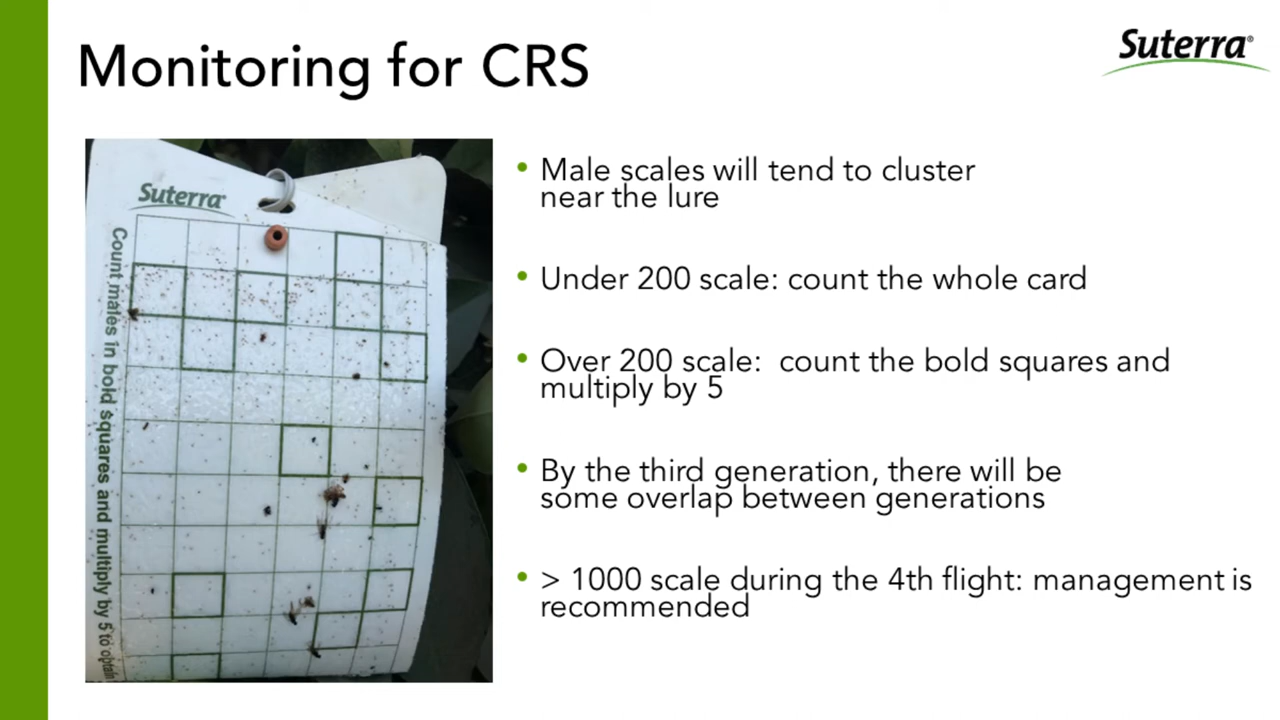 Monitoring for CRS
Suterra®
Suterra®
Count males in bold squares and multiply by 5 to obtain
• Male scales will tend to cluster
near the lure
• Under 200 scale: count the whole card
• Over 200 scale:  count the bold squares and
multiply by 5
• By the third generation, there will be
some overlap between generations
• > 1000 scale during the 4th flight: management is
recommended